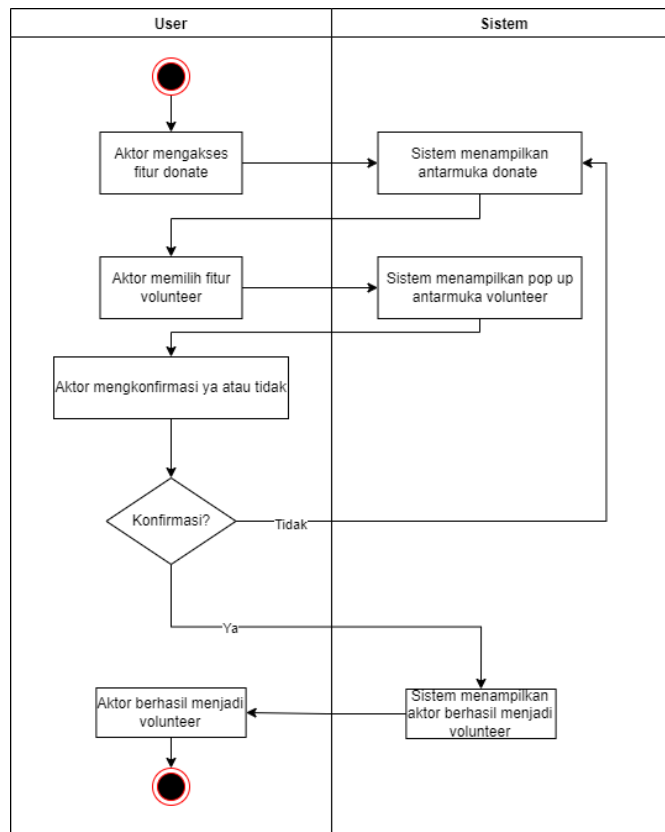 User
Sistem
Aktor mengakses
fitur donate
Sistem menampilkan
antarmuka donate
Aktor memilih fitur
volunteer
Sistem menampilkan pop up
antarmuka volunteer
Aktor mengkonfirmasi ya atau tidak
Konfirmasi?
Tidak
Ya
Aktor berhasil menjadi
volunteer
Sistem menampilkan
aktor berhasil menjadi
volunteer